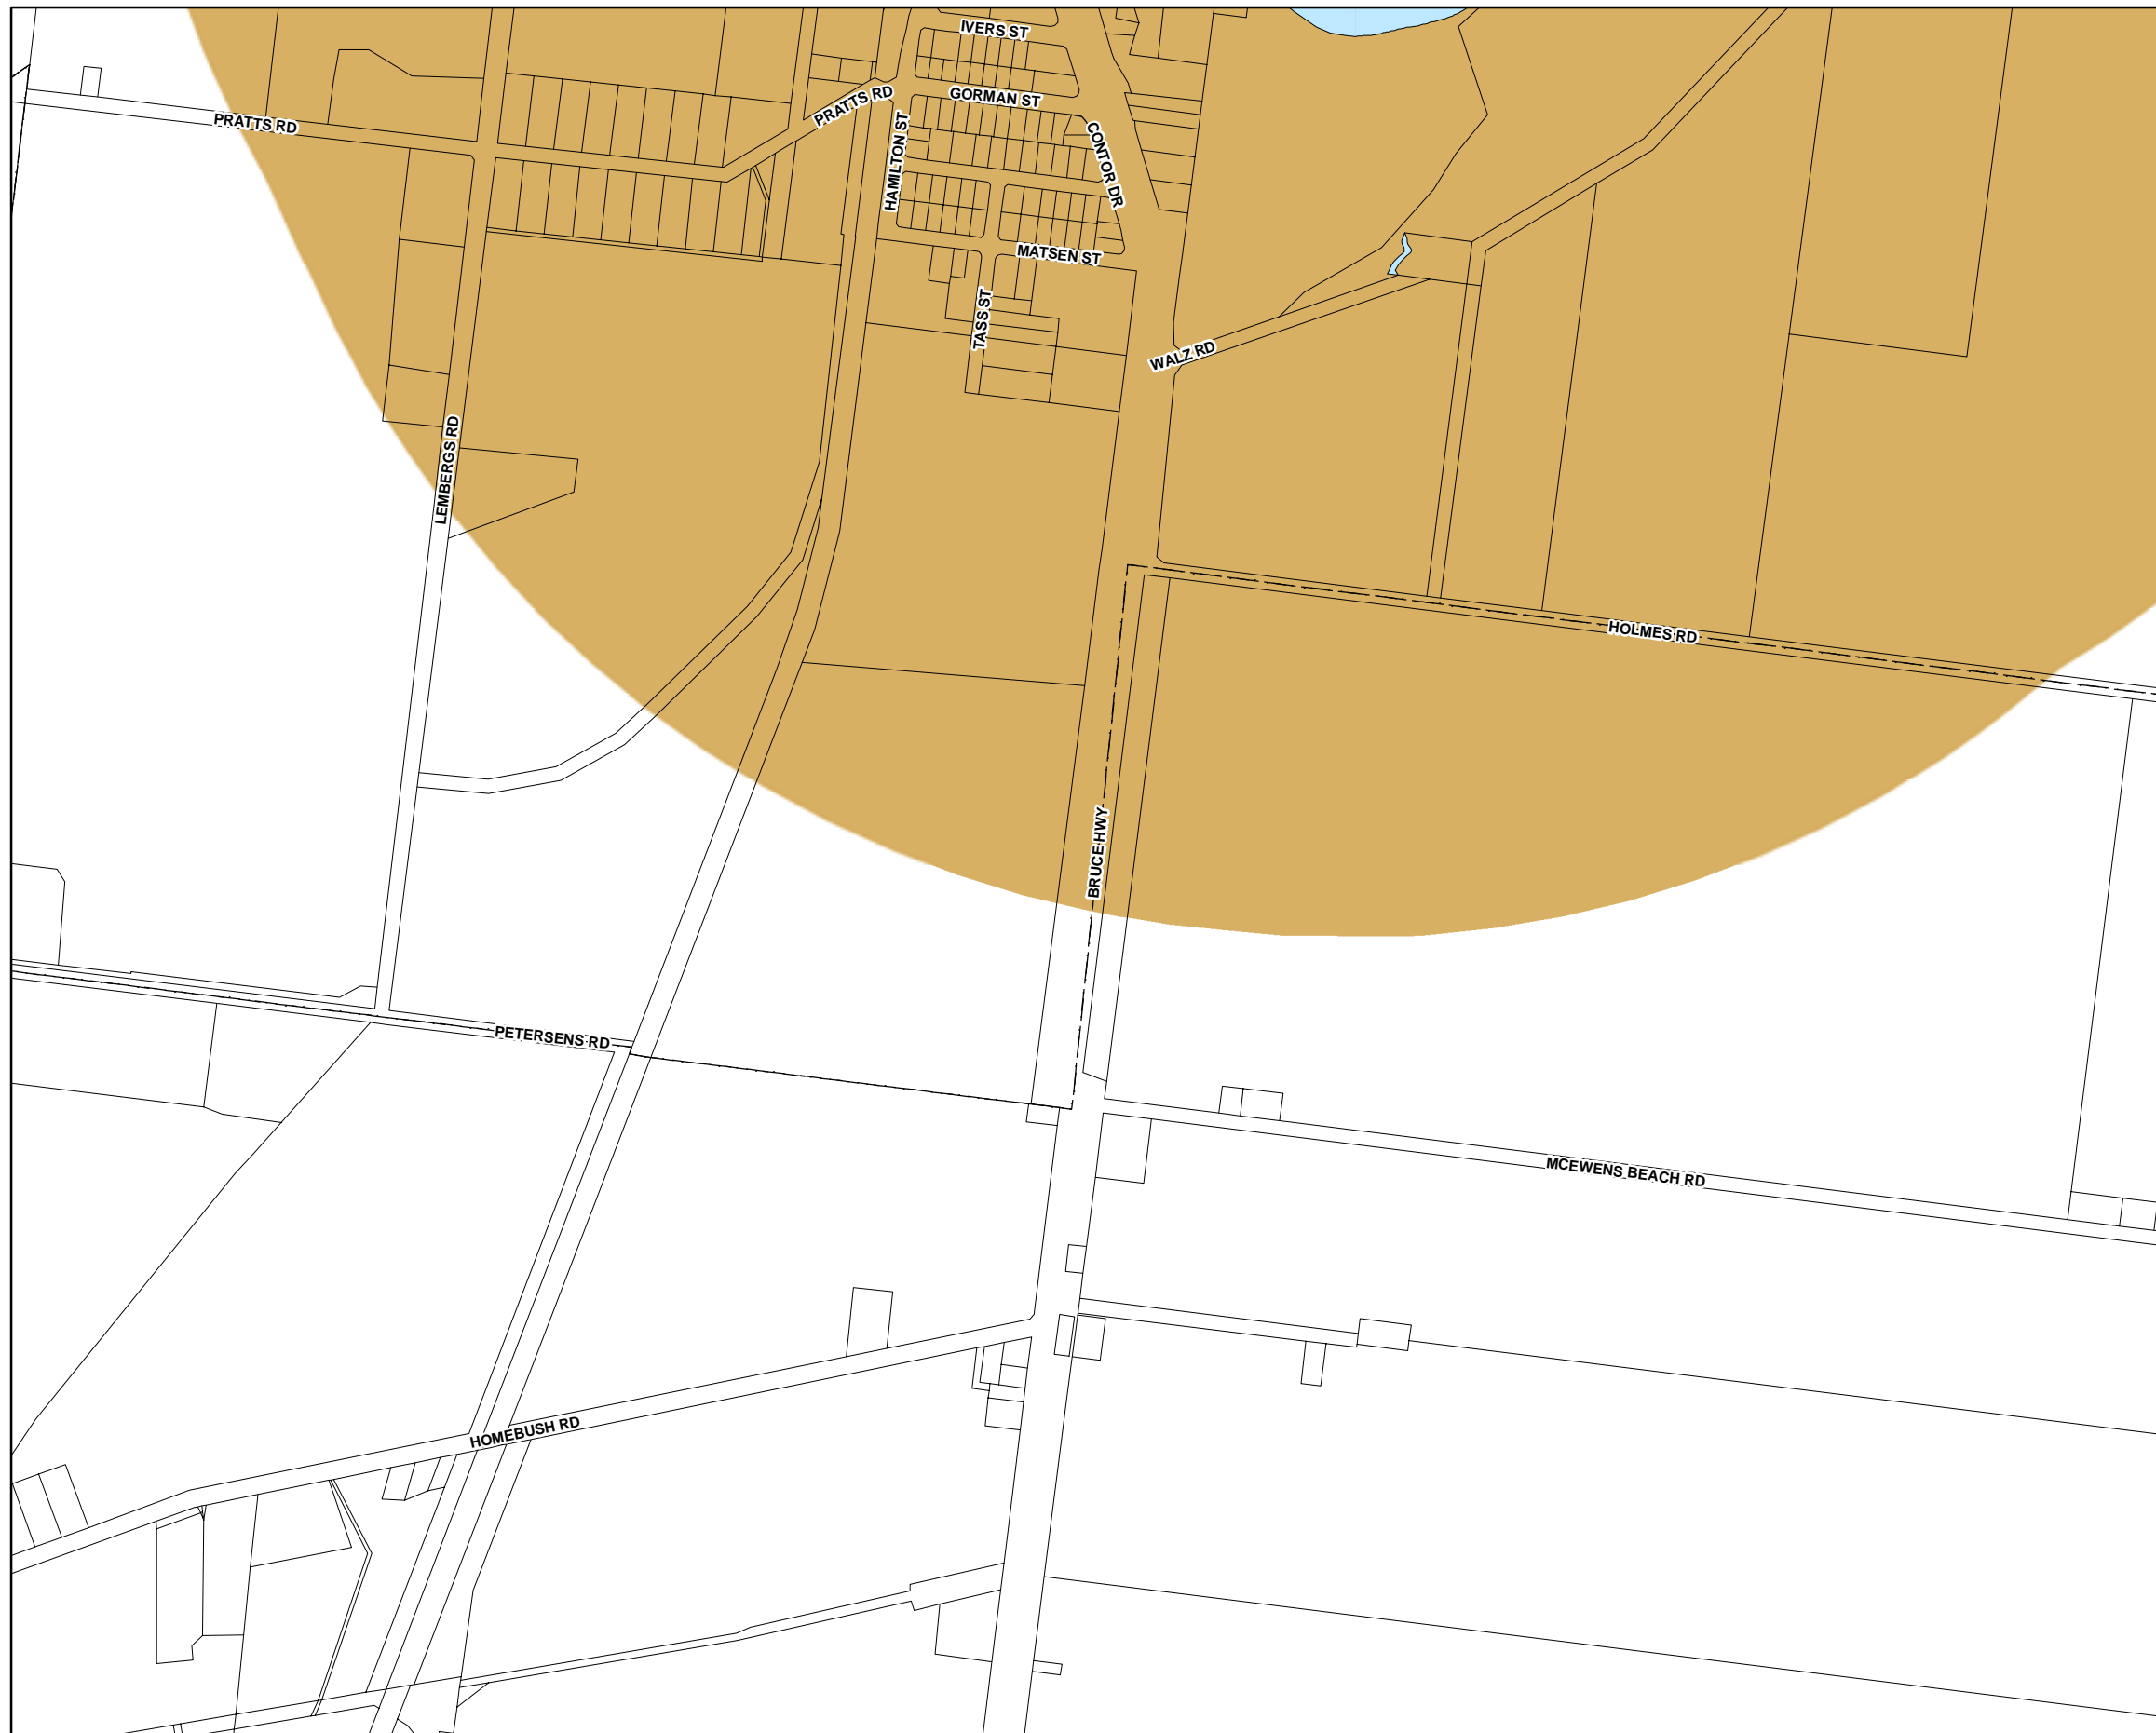 IVERS ST
GORMAN ST
PRATTS RD
PRATTS RD
HAMILTON ST
CONTOR DR
MATSEN ST
TASS ST
WALZ RD
LEMBERGS RD
HOLMES RD
BRUCE HWY
PETERSENS RD
MCEWENS BEACH RD
HOMEBUSH RD